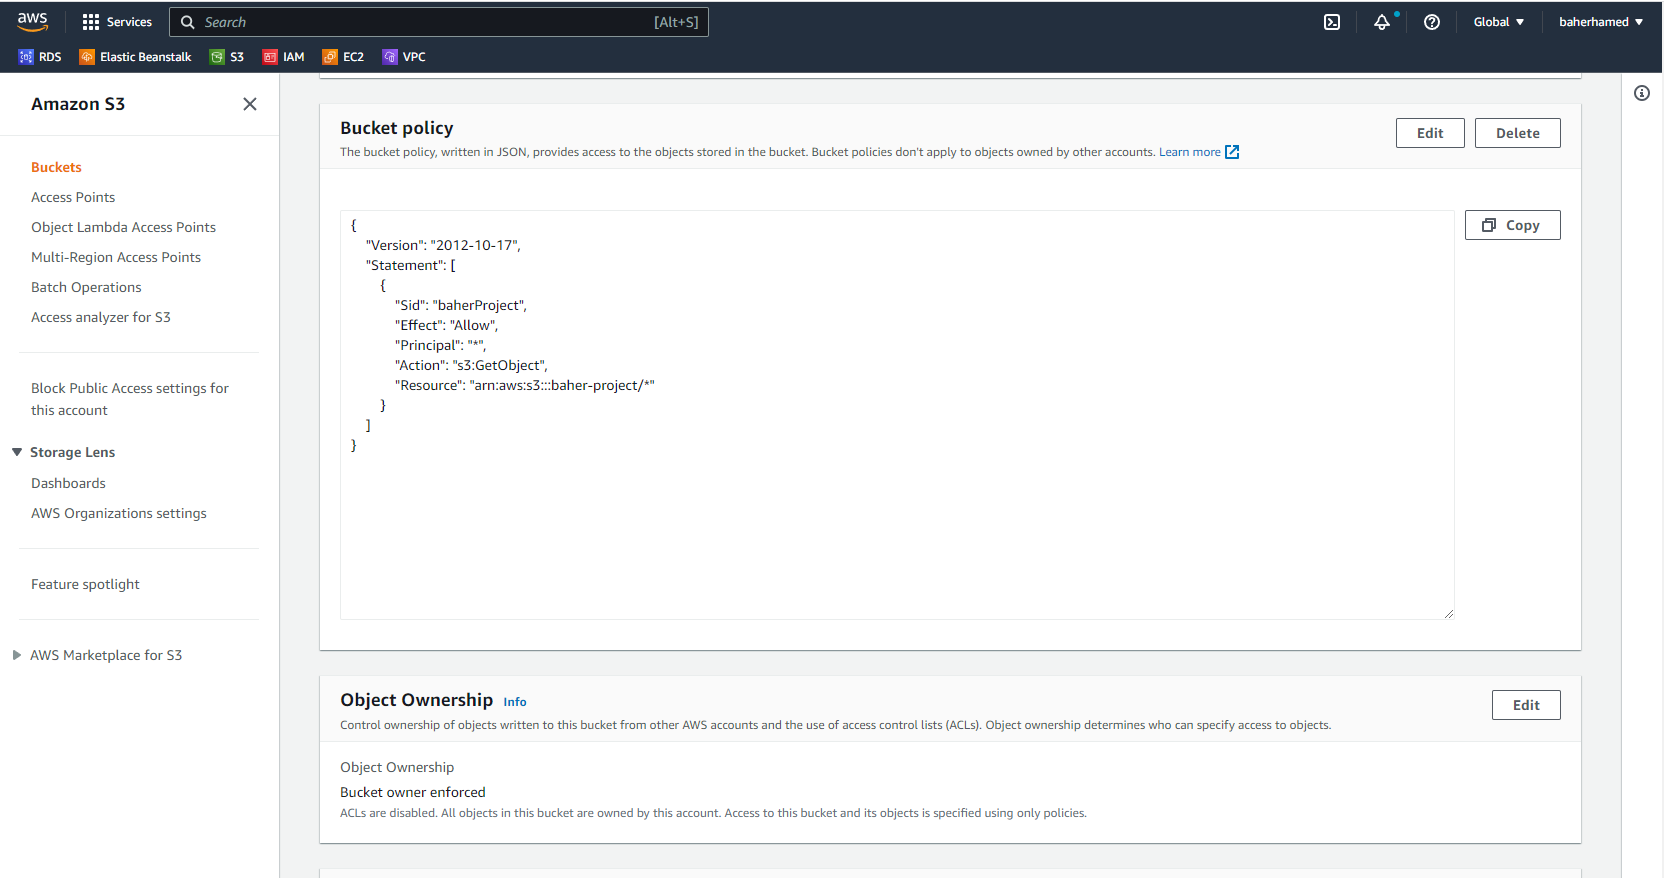 aws
Services
Search
[Alt+S]
Global
baherhamed
RDS
Elastic Beanstalk
S3
IAM
EC2
VPC
Amazon S3
Buckets
Access Points
Object Lambda Access Points
Multi-Region Access Points
Batch Operations
Access analyzer for S3
Block Public Access settings for
this account
Storage Lens
Dashboards
AWS Organizations settings
Feature spotlight
AWS Marketplace for S3
Bucket policy
Edit
Delete
The bucket policy, written in JSON, provides access to the objects stored in the bucket. Bucket policies don't apply to objects owned by other accounts. Learn more
Copy
{
"Version": "2012-10-17",
"Statement": [
{
"Sid": "baherProject",
"Effect": "Allow",
"Principal": "*",
"Action": "s3:GetObject",
"Resource": "arn:aws:s3:::baher-project/*"
}
]
}
Object Ownership Info
Edit
Control ownership of objects written to this bucket from other AWS accounts and the use of access control lists (ACLs). Object ownership determines who can specify access to objects.
Object Ownership
Bucket owner enforced
ACLs are disabled. All objects in this bucket are owned by this account. Access to this bucket and its objects is specified using only policies.